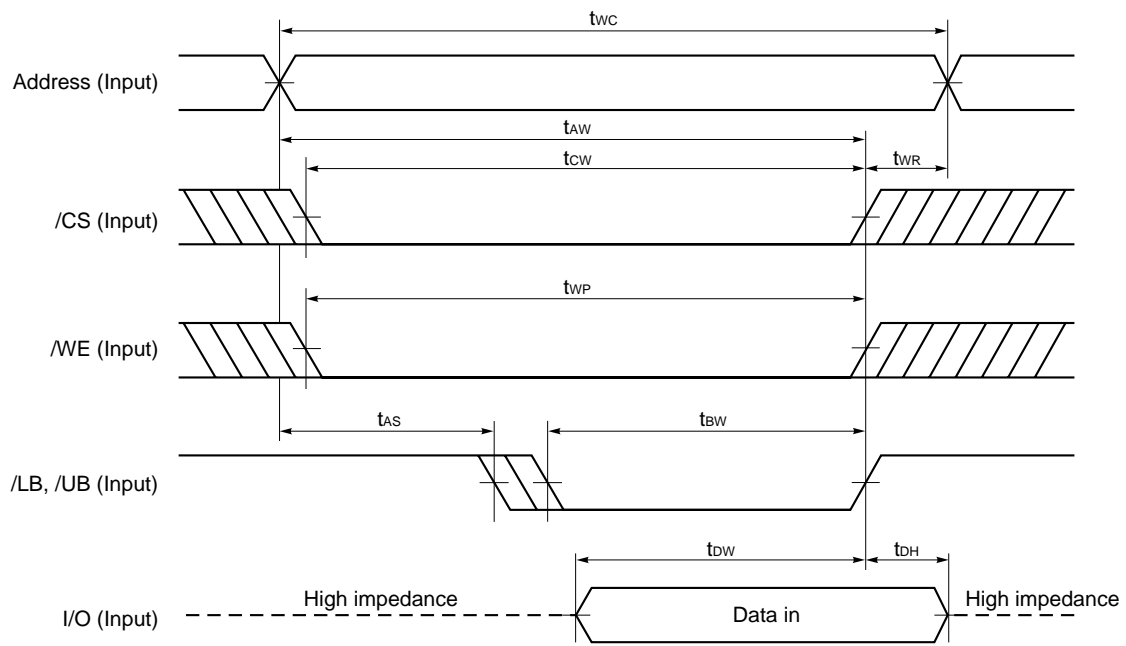 tWC
Address (Input)
tAW
tCW
tWR
/CS (Input)
tWP
/WE (Input)
tAS
tBW
/LB, /UB (Input)
tDW
tDH
High impedance
Data in
High impedance
I/O (Input)